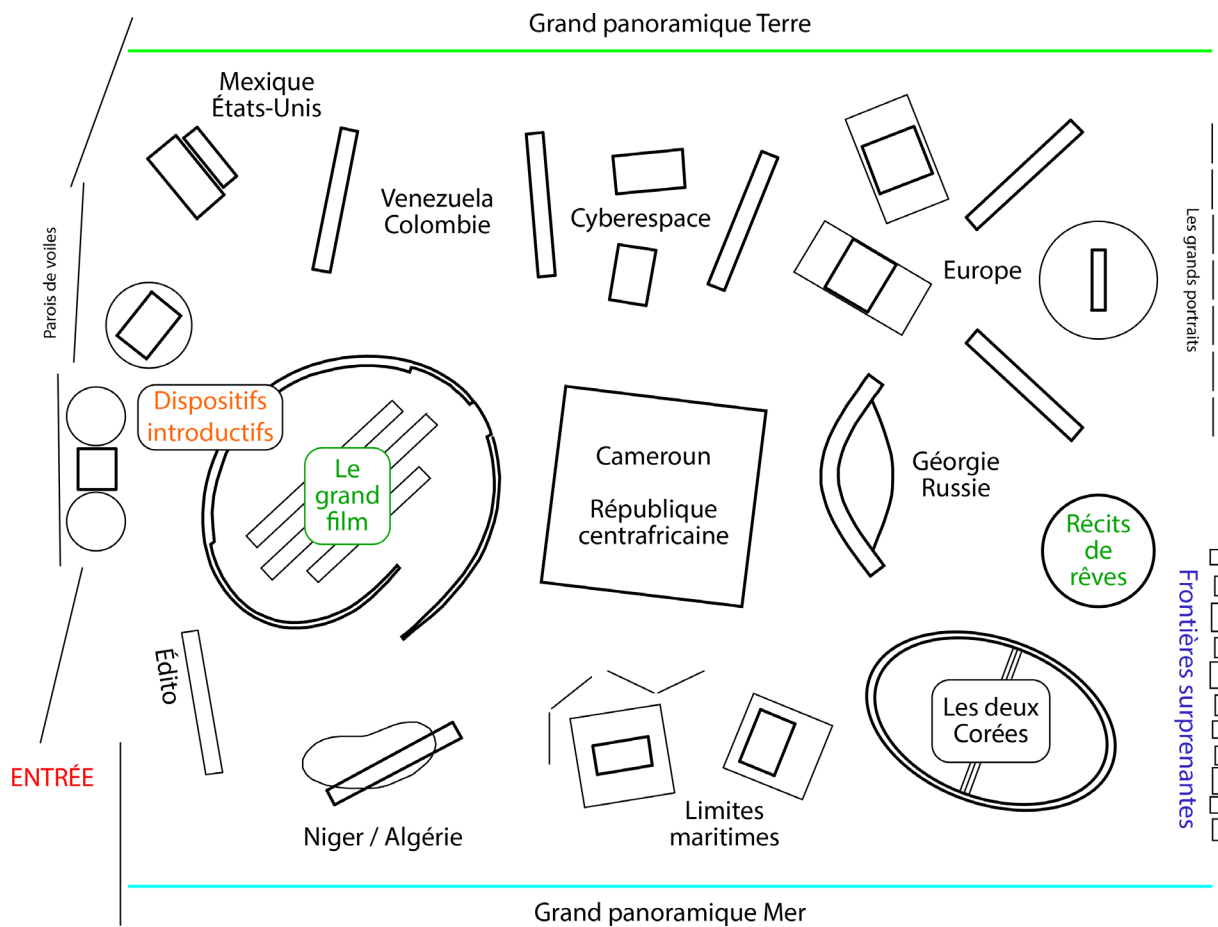 Grand panoramique Terre
Mexique
États-Unis
Venezuela
Colombie
Cyberespace
Europe
Les grands portraits
Parois de voiles
Dispositifs
introductifs
Le
grand
film
Cameroun
République
centrafricaine
Géorgie
Russie
Récits
de
rêves
Frontières surprenantes
Édito
ENTRÉE
Niger / Algérie
Limites
maritimes
Les deux
Corées
Grand panoramique Mer